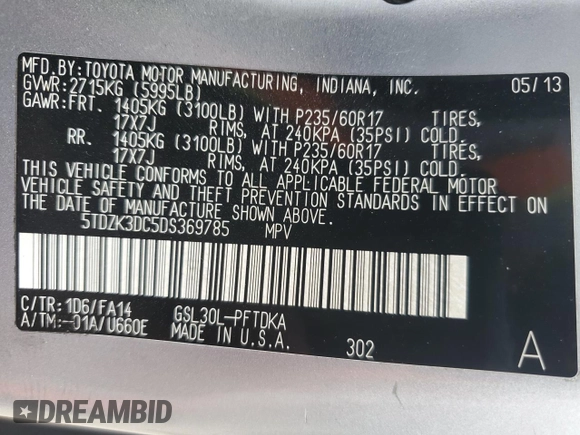 MFD.BY:TOYOTA MOTOR MANUFACTURING, INDIANA, INC. 05/13
GVWR:2715KG (5995LB)
GAWR:FRT. 1405KG (3100LB) WITH P235/60R17 TIRES,
17X7J RIMS, AT 240KPA (35PSI) COLD.
RR. 1405KG (3100LB) WITH P235/60R17 TIRES,
17X7J RIMS, AT 240KPA (35PSI) COLD.
THIS VEHICLE CONFORMS TO ALL APPLICABLE FEDERAL MOTOR
VEHICLE SAFETY AND THEFT PREVENTION STANDARDS IN EFFECT ON
THE DATE OF MANUFACTURE SHOWN ABOVE.
5TDZK3DC5DS369785 MPV
C/TR:1D6/FA14 GSL30L-PFTDKA
A/TM:-01A/U660E MADE IN U.S.A. 302 A
DREAMBID